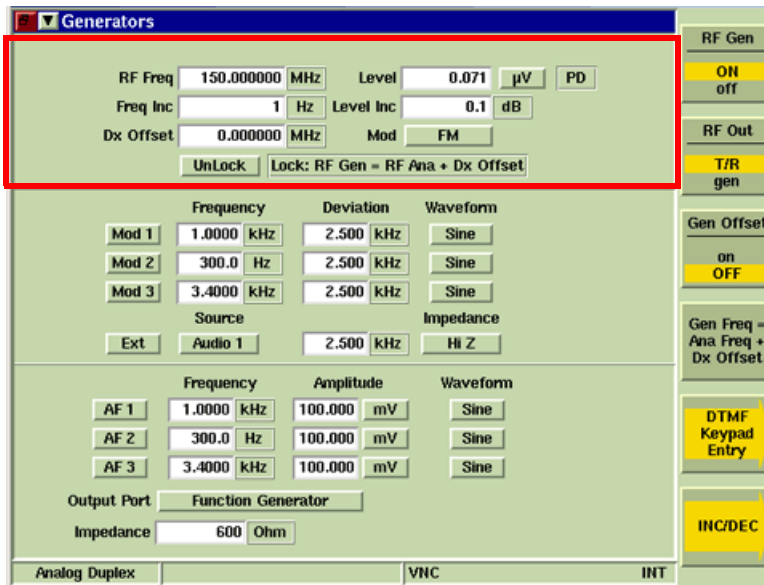 Generators
RF Freq 150.000000 MHz Level 0.071 µV PD
Freq Inc 1 Hz Level Inc 0.1 dB
Dx Offset 0.000000 MHz Mod FM
UnLock Lock: RF Gen = RF Ana + Dx Offset
Frequency Deviation Waveform
Mod 1 1.0000 kHz 2.500 kHz Sine
Mod 2 300.0 Hz 2.500 kHz Sine
Mod 3 3.4000 kHz 2.500 kHz Sine
Source Impedance
Ext Audio 1 2.500 kHz Hi Z
Frequency Amplitude Waveform
AF 1 1.0000 kHz 100.000 mV Sine
AF 2 300.0 Hz 100.000 mV Sine
AF 3 3.4000 kHz 100.000 mV Sine
Output Port Function Generator
Impedance 600 Ohm
Analog Duplex VNC INT
RF Gen
ON
off
RF Out
T/R
gen
Gen Offset
on
OFF
Gen Freq =
Ana Freq +
Dx Offset
DTMF
Keypad
Entry
INC/DEC